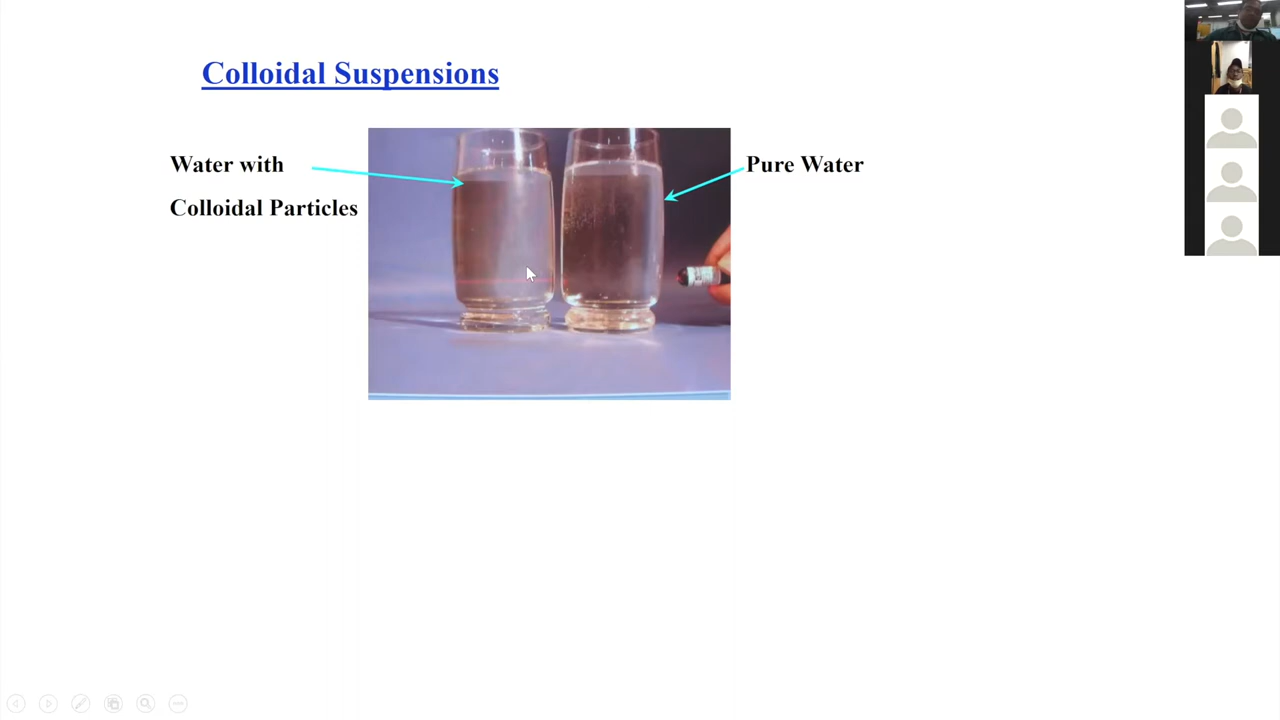 Colloidal Suspensions
Water with
Colloidal Particles
Pure Water